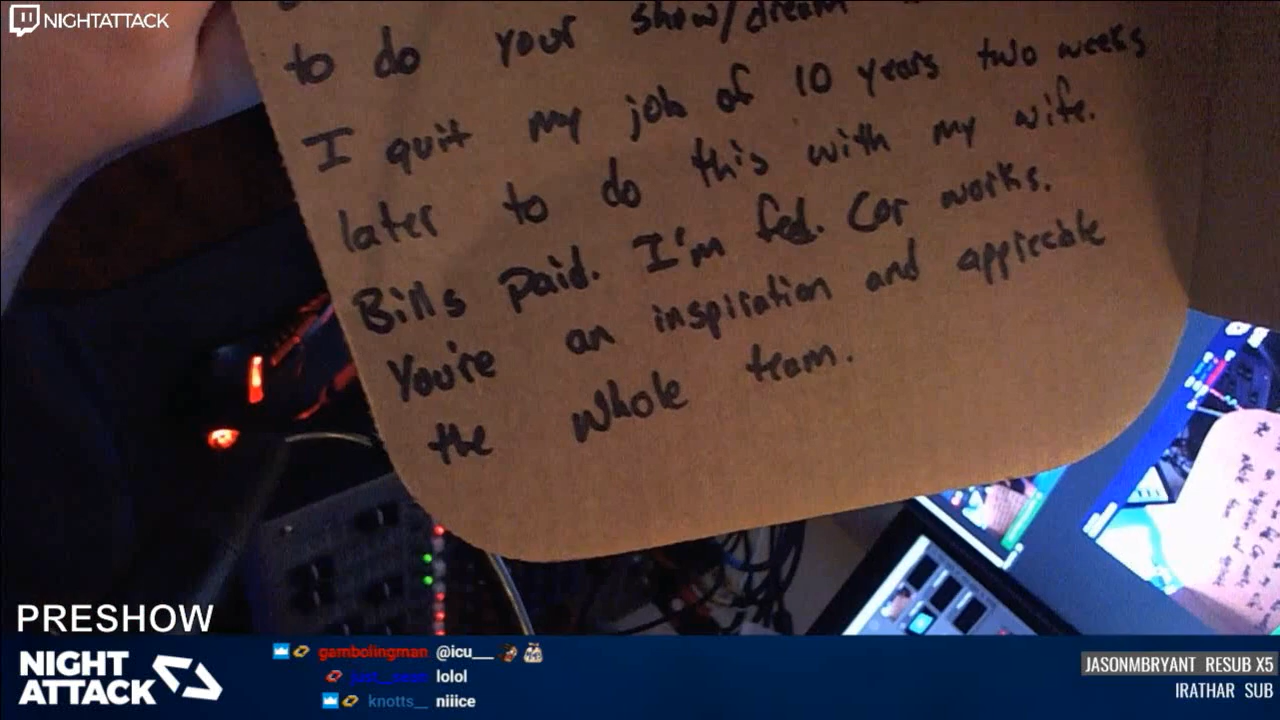 NIGHTATTACK
to do your show/dream
I quit my job of 10 years two weeks
later to do this with my wife.
Bills Paid. I'm fed. Car works.
You're an inspiration and appliccable
the whole team.
PRESHOW
NIGHT
ATTACK
gambolingman @icu__
lolol
knotts__ niiice
JASONMBRYANT RESUB X5
IRATHAR SUB